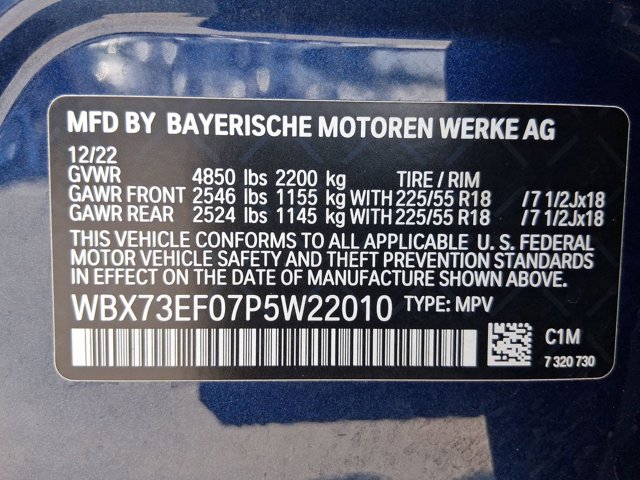 MFD BY BAYERISCHE MOTOREN WERKE AG
12/22
GVWR 4850 lbs 2200 kg TIRE / RIM
GAWR FRONT 2546 lbs 1155 kg WITH 225/55 R18 /7 1/2Jx18
GAWR REAR 2524 lbs 1145 kg WITH 225/55 R18 /7 1/2Jx18
THIS VEHICLE CONFORMS TO ALL APPLICABLE U. S. FEDERAL
MOTOR VEHICLE SAFETY AND THEFT PREVENTION STANDARDS
IN EFFECT ON THE DATE OF MANUFACTURE SHOWN ABOVE.
WBX73EF07P5W22010 TYPE: MPV
C1M
7 320 730